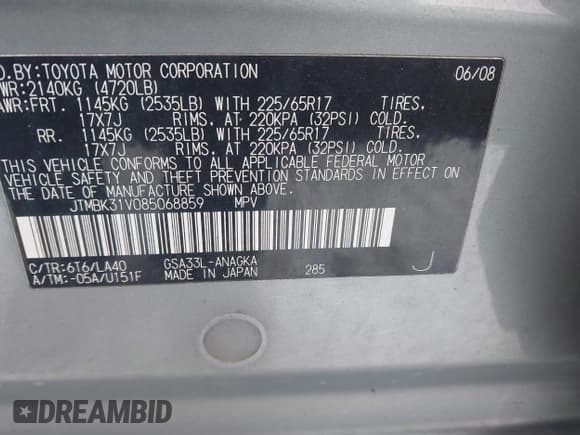 D.BY:TOYOTA MOTOR CORPORATION 06/08
WR:2140KG (4720LB)
AWR:FRT. 1145KG (2535LB) WITH 225/65R17 TIRES,
17X7J RIMS, AT 220KPA (32PSI) COLD.
RR. 1145KG (2535LB) WITH 225/65R17 TIRES,
17X7J RIMS, AT 220KPA (32PSI) COLD.
THIS VEHICLE CONFORMS TO ALL APPLICABLE FEDERAL MOTOR
VEHICLE SAFETY AND THEFT PREVENTION STANDARDS IN EFFECT ON
THE DATE OF MANUFACTURE SHOWN ABOVE.
JTMBK31V085068859 MPV
C/TR:6T6/LA40 GSA33L-ANAGKA
A/TM:-05A/U151F MADE IN JAPAN 285 J
DREAMBID